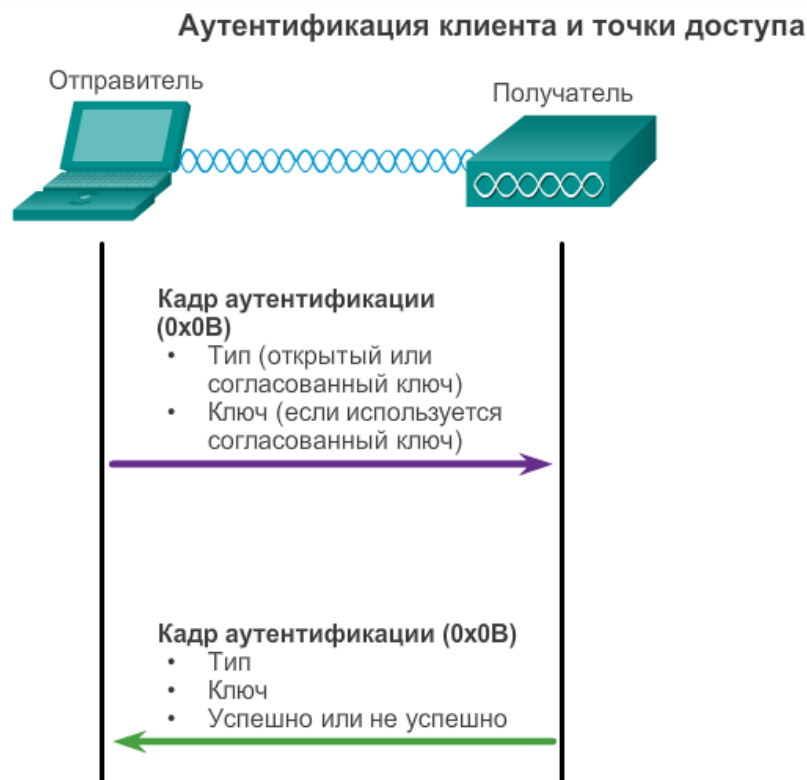 Аутентификация клиента и точки доступа
Отправитель
Получатель
Кадр аутентификации
(0x0B)
• Тип (открытый или
согласованный ключ)
• Ключ (если используется
согласованный ключ)
Кадр аутентификации (0x0B)
• Тип
• Ключ
• Успешно или не успешно